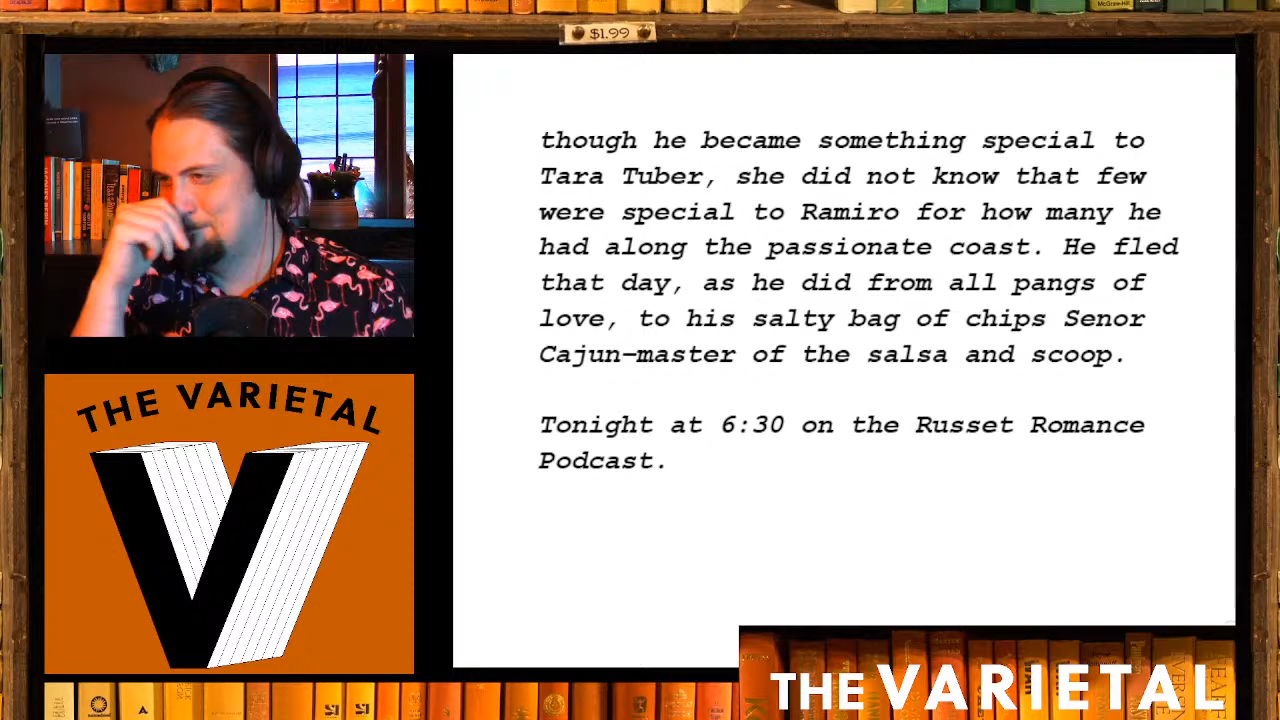 McGraw-Hill
$1.99
though he became something special to
Tara Tuber, she did not know that few
were special to Ramiro for how many he
had along the passionate coast. He fled
that day, as he did from all pangs of
love, to his salty bag of chips Senor
Cajun-master of the salsa and scoop.
Tonight at 6:30 on the Russet Romance
Podcast.
THE VARIETAL
THE VARIETAL